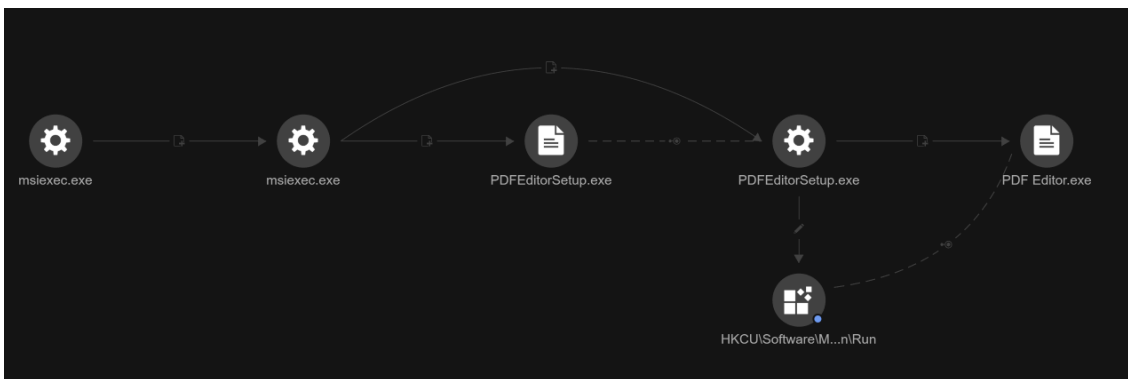 msiexec.exe
msiexec.exe
PDFEditorSetup.exe
PDFEditorSetup.exe
PDF Editor.exe
HKCU\Software\M...n\Run